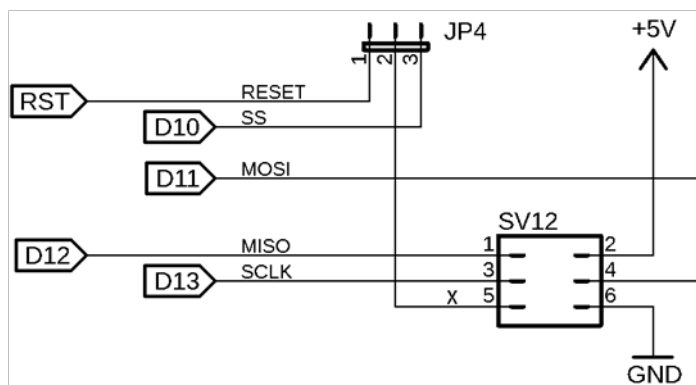 JP4
+5V
1 2 3
RST RESET
D10 SS
D11 MOSI
SV12
D12 MISO 1 2
D13 SCLK 3 4
X 5 6
GND